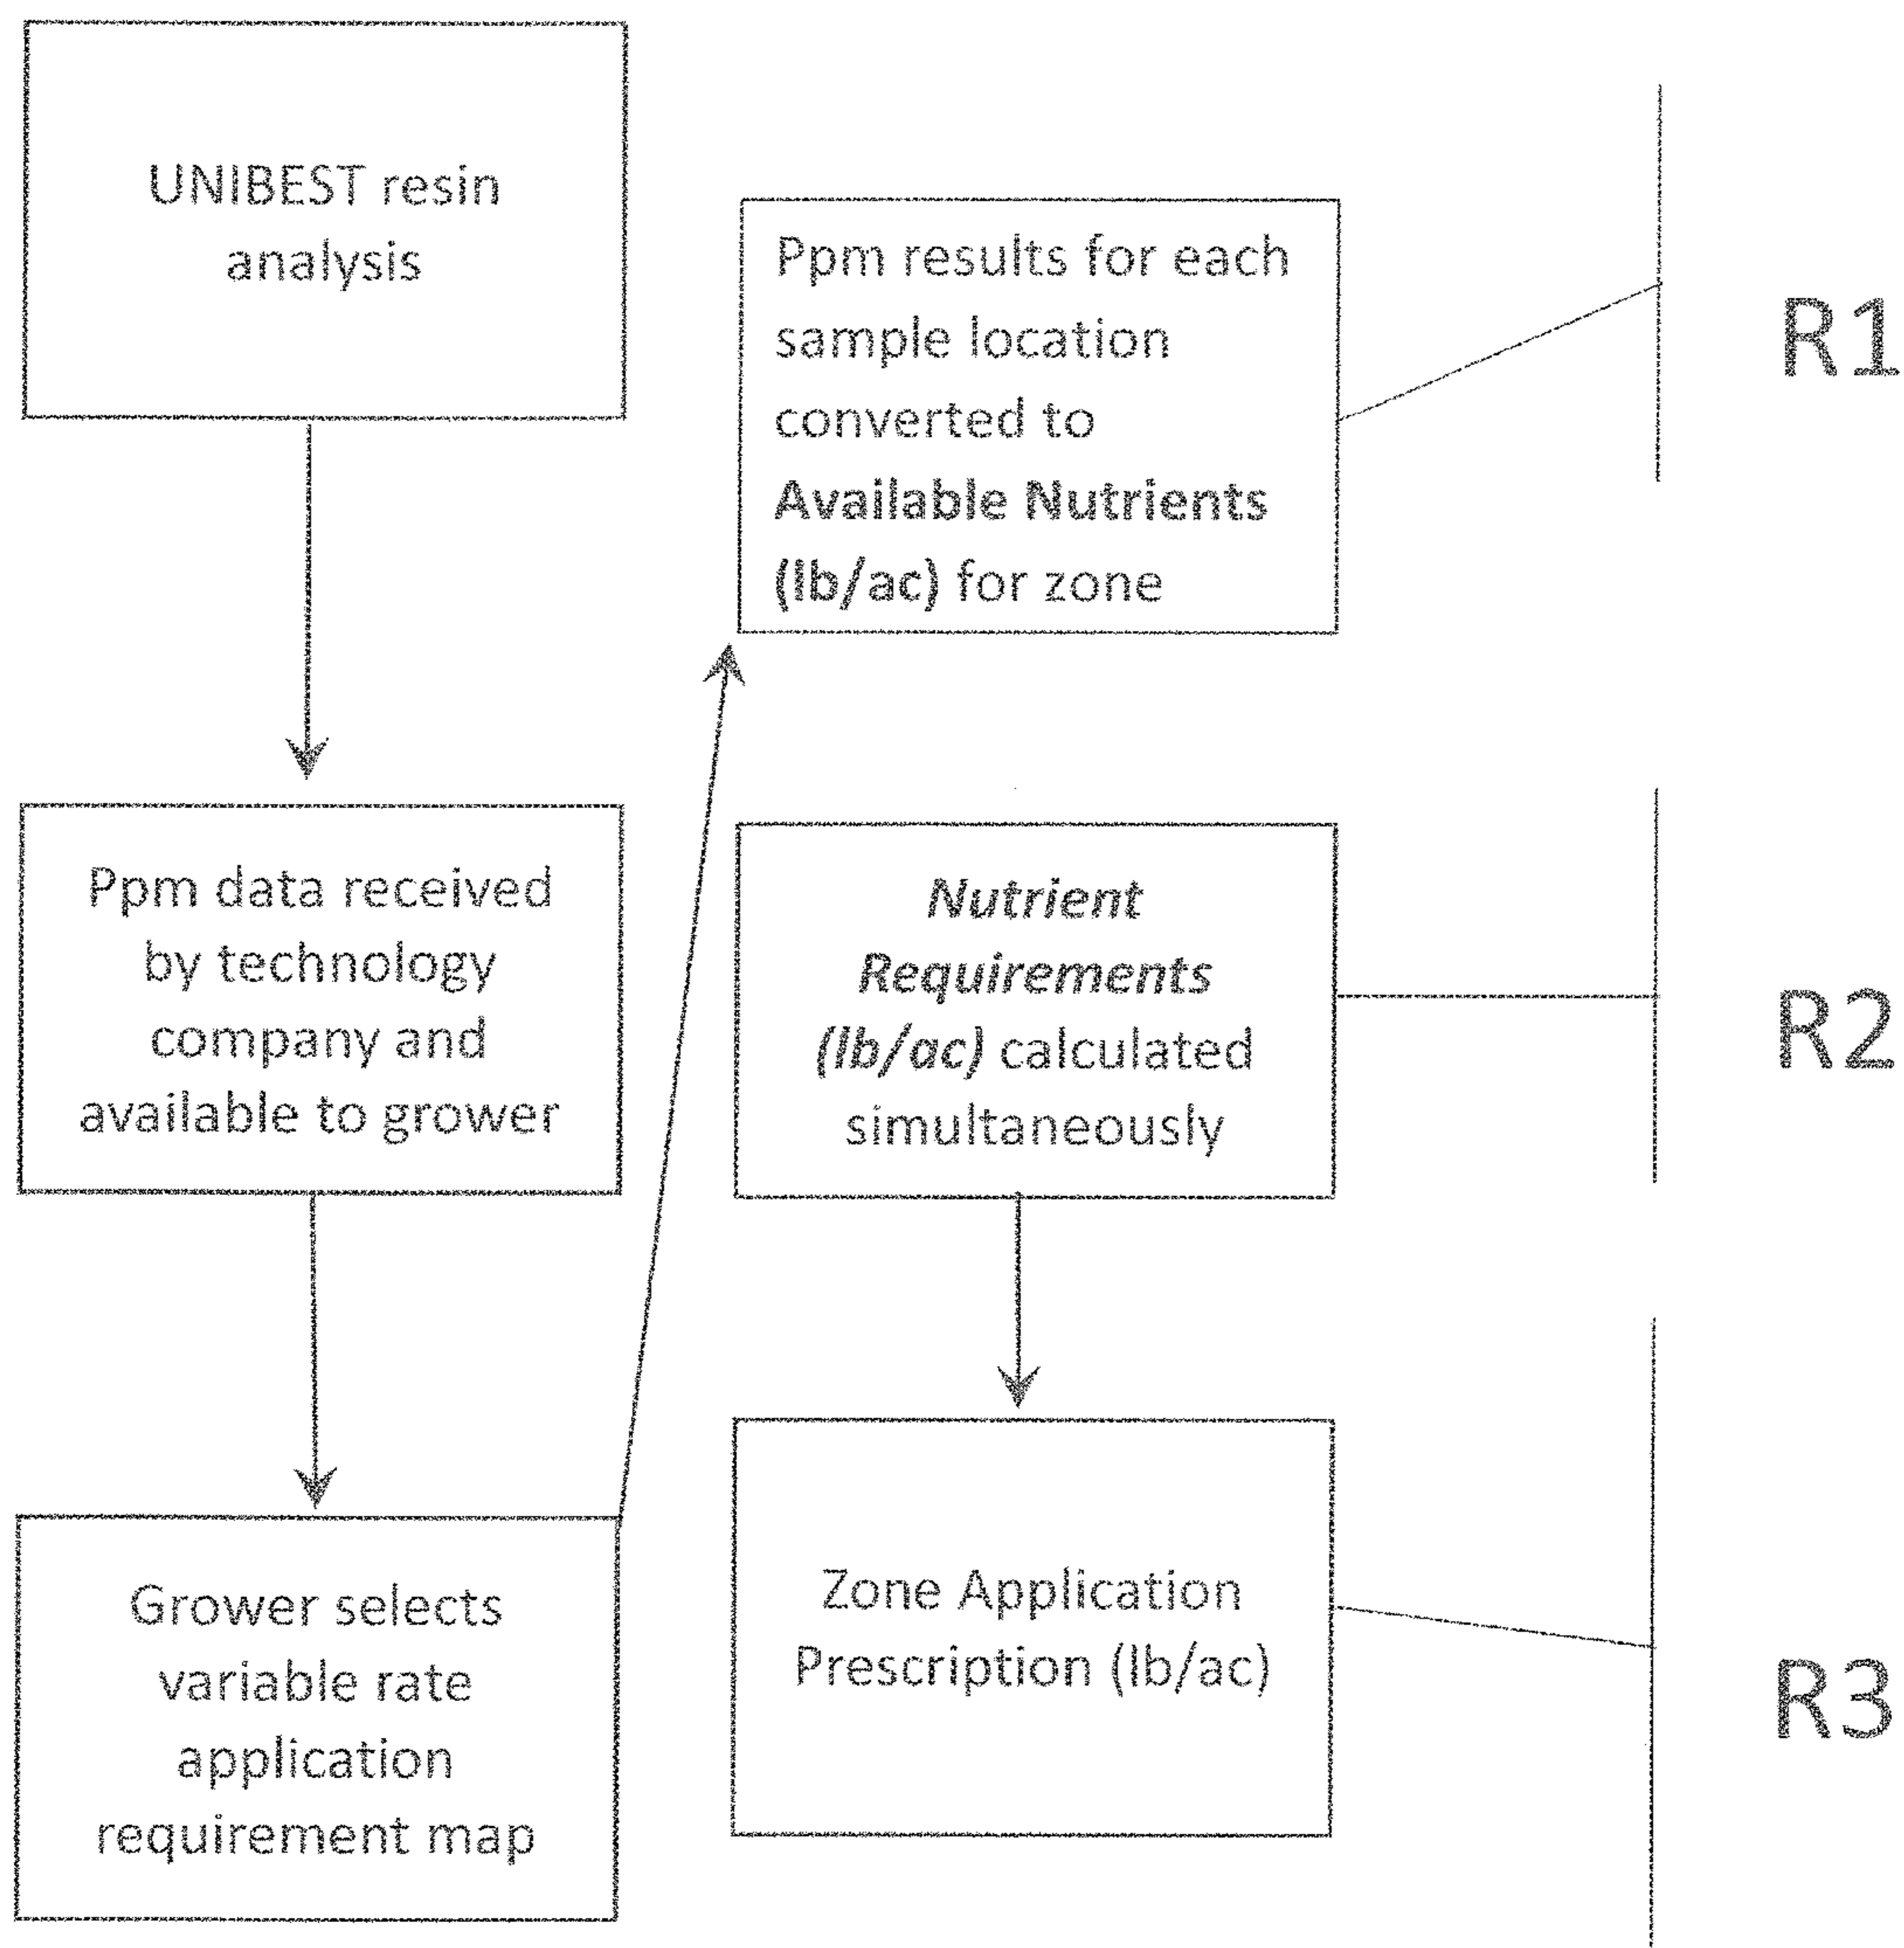 UNIBEST resin
analysis
Ppm data received
by technology
company and
available to grower
Grower selects
variable rate
application
requirement map
Ppm results for each
sample location
converted to
Available Nutrients
(lb/ac) for zone
R1
Nutrient
Requirements
(lb/ac) calculated
simultaneously
R2
Zone Application
Prescription (lb/ac)
R3